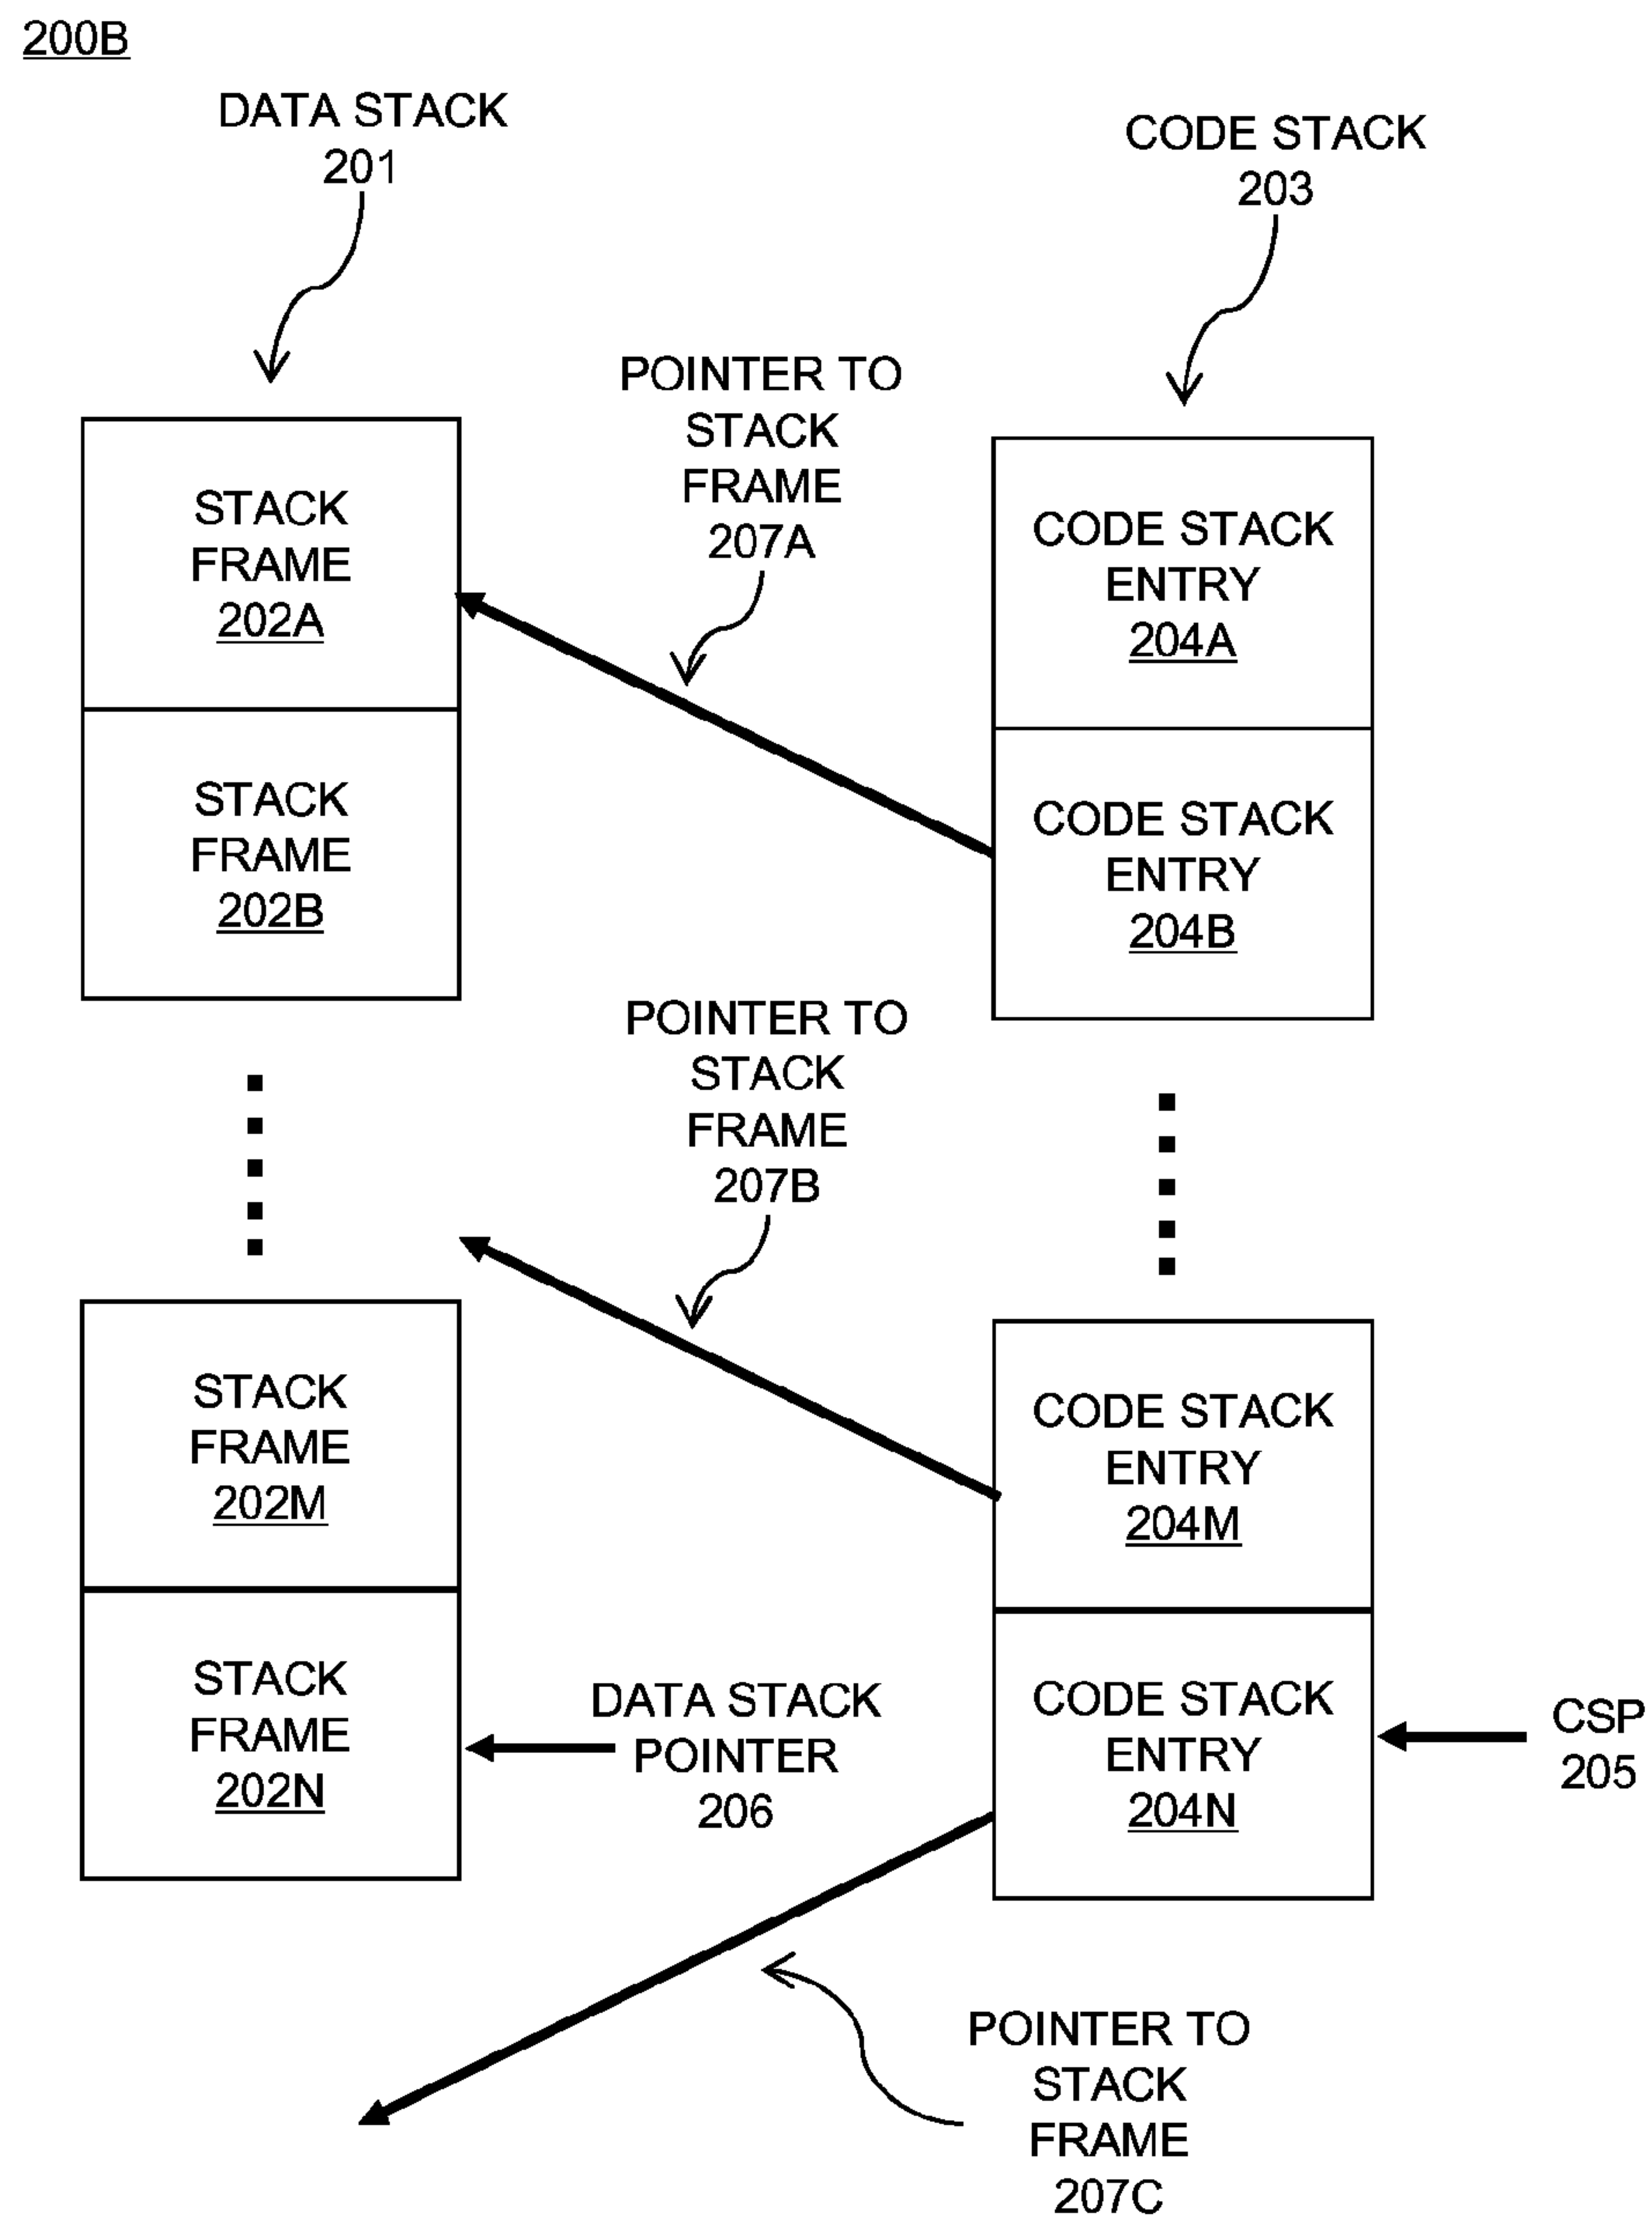 200B
DATA STACK
201
CODE STACK
203
POINTER TO
STACK
FRAME
207A
STACK
FRAME
202A
CODE STACK
ENTRY
204A
STACK
FRAME
202B
CODE STACK
ENTRY
204B
POINTER TO
STACK
FRAME
207B
STACK
FRAME
202M
CODE STACK
ENTRY
204M
STACK
FRAME
202N
DATA STACK
POINTER
206
CODE STACK
ENTRY
204N
CSP
205
POINTER TO
STACK
FRAME
207C